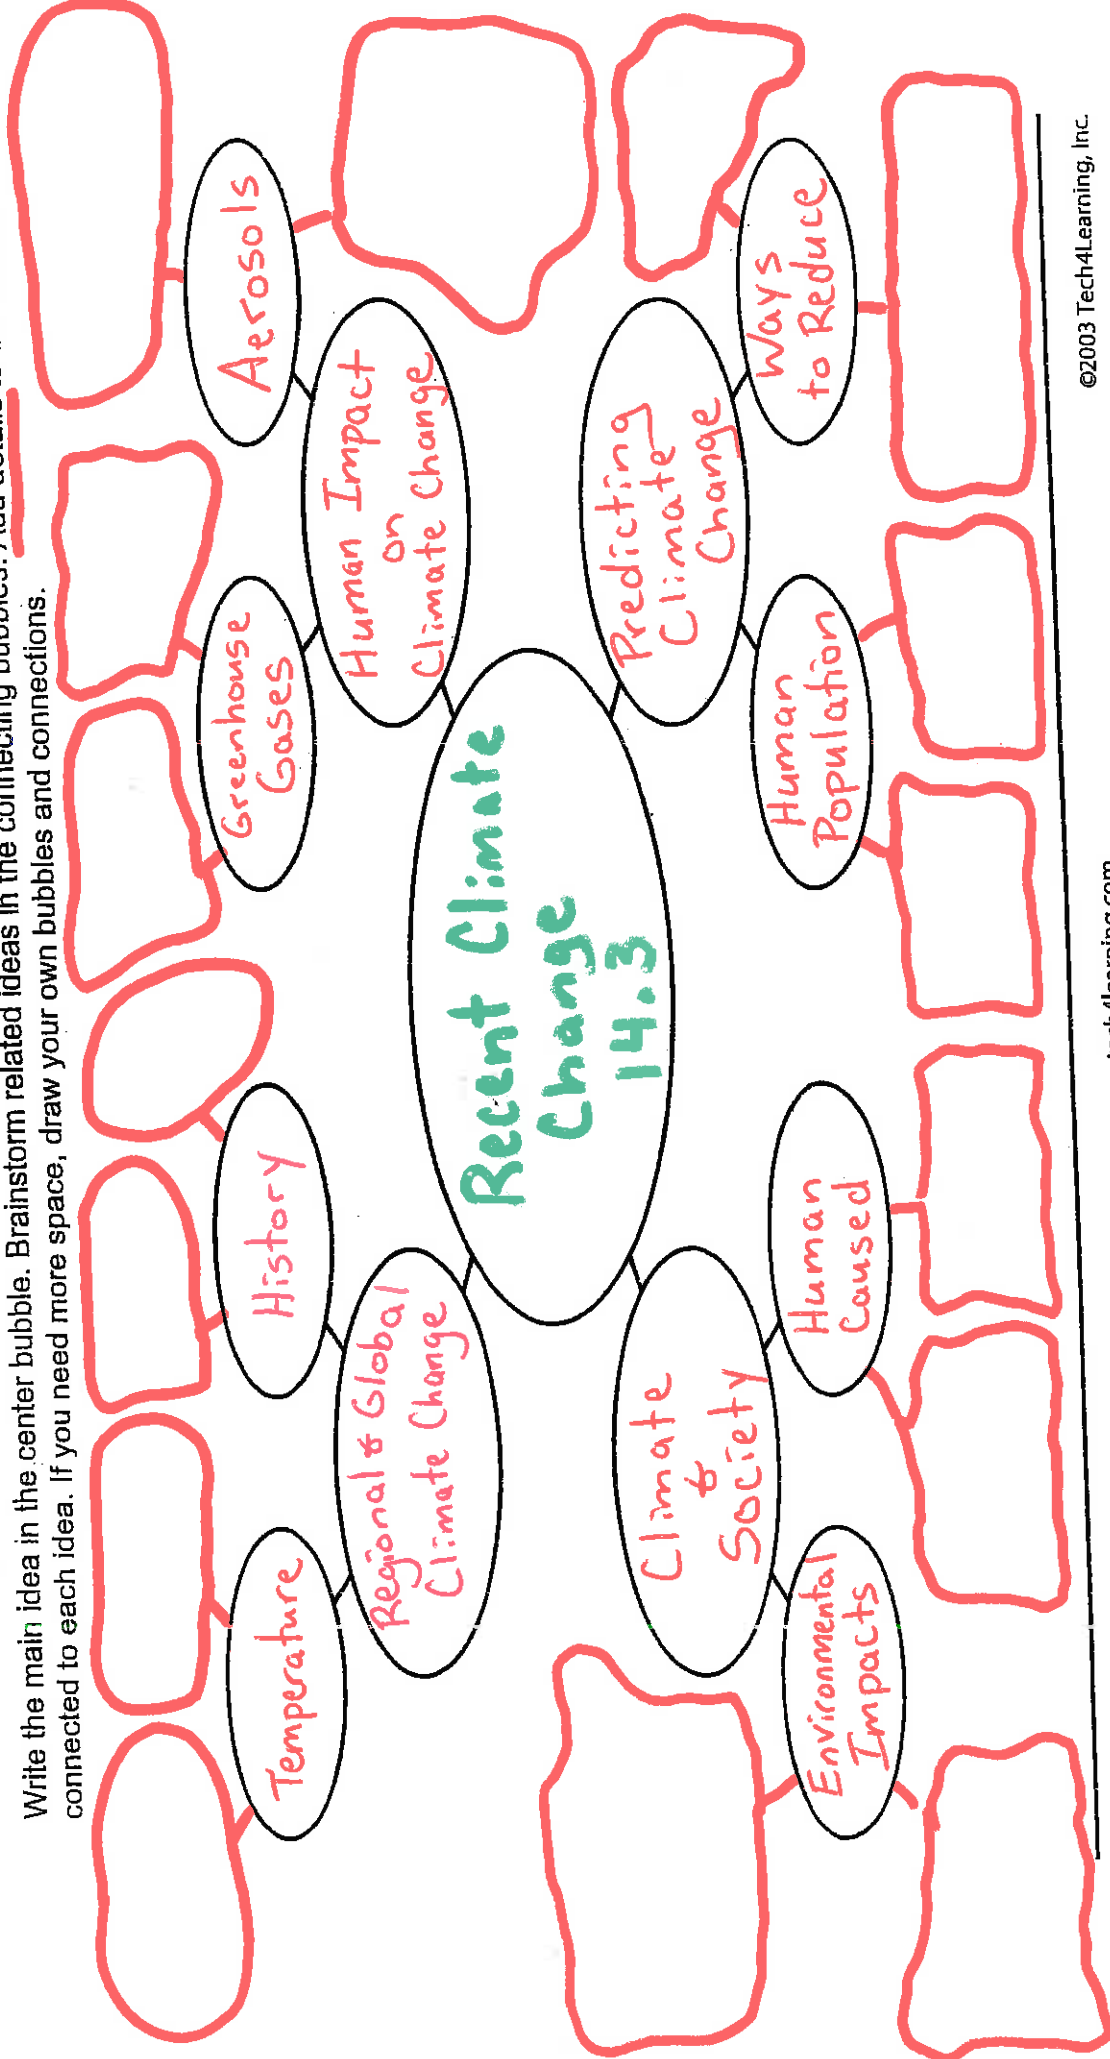 Write the main idea in the center bubble. Brainstorm related ideas in the connecting bubbles. Add details
connected to each idea. If you need more space, draw your own bubbles and connections.
Temperature
History
Greenhouse
Gases
Aerosols
Regional & Global
Climate Change
Human Impact
on
Climate Change
Recent Climate
Change
14.3
Climate
&
Society
Predicting
Climate
Change
Environmental
Impacts
Human
Caused
Human
Population
Ways
to Reduce
©2003 Tech4Learning, Inc.